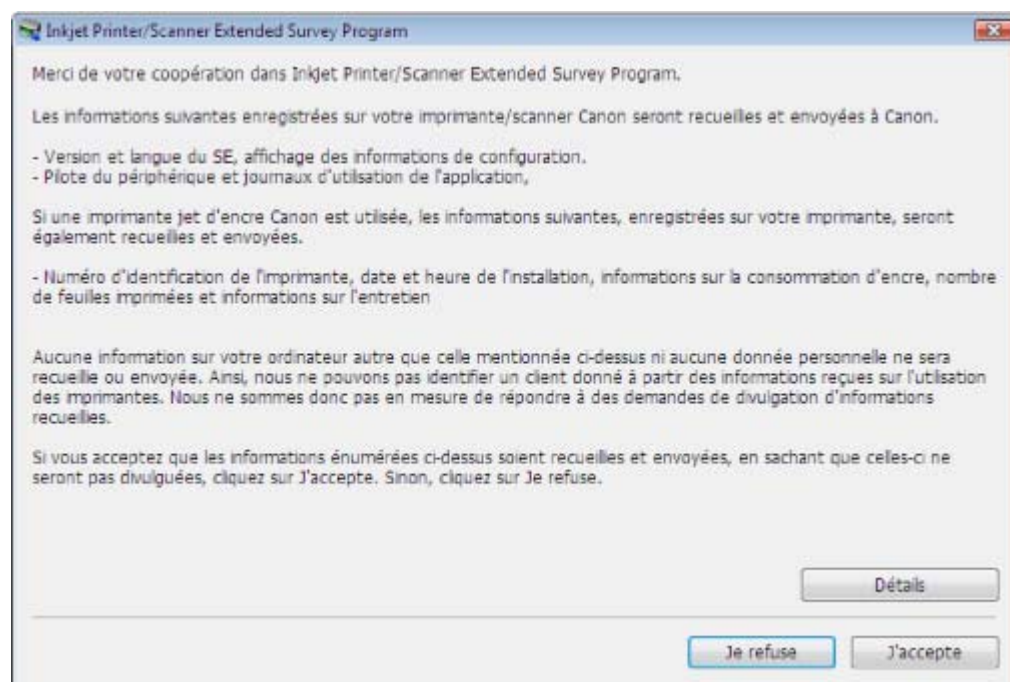 Inkjet Printer/Scanner Extended Survey Program
Merci de votre coopération dans Inkjet Printer/Scanner Extended Survey Program.
Les informations suivantes enregistrées sur votre imprimante/scanner Canon seront recueillies et envoyées à Canon.
- Version et langue du SE, affichage des informations de configuration.
- Pilote du périphérique et journaux d'utilisation de l'application,
Si une imprimante jet d'encre Canon est utilisée, les informations suivantes, enregistrées sur votre imprimante, seront
également recueillies et envoyées.
- Numéro d'identification de l'imprimante, date et heure de l'installation, informations sur la consommation d'encre, nombre
de feuilles imprimées et informations sur l'entretien
Aucune information sur votre ordinateur autre que celle mentionnée ci-dessus ni aucune donnée personnelle ne sera
recueillie ou envoyée. Ainsi, nous ne pouvons pas identifier un client donné à partir des informations reçues sur l'utilisation
des imprimantes. Nous ne sommes donc pas en mesure de répondre à des demandes de divulgation d'informations
recueillies.
Si vous acceptez que les informations énumérées ci-dessus soient recueillies et envoyées, en sachant que celles-ci ne
seront pas divulguées, cliquez sur J'accepte. Sinon, cliquez sur Je refuse.
Détails
Je refuse J'accepte